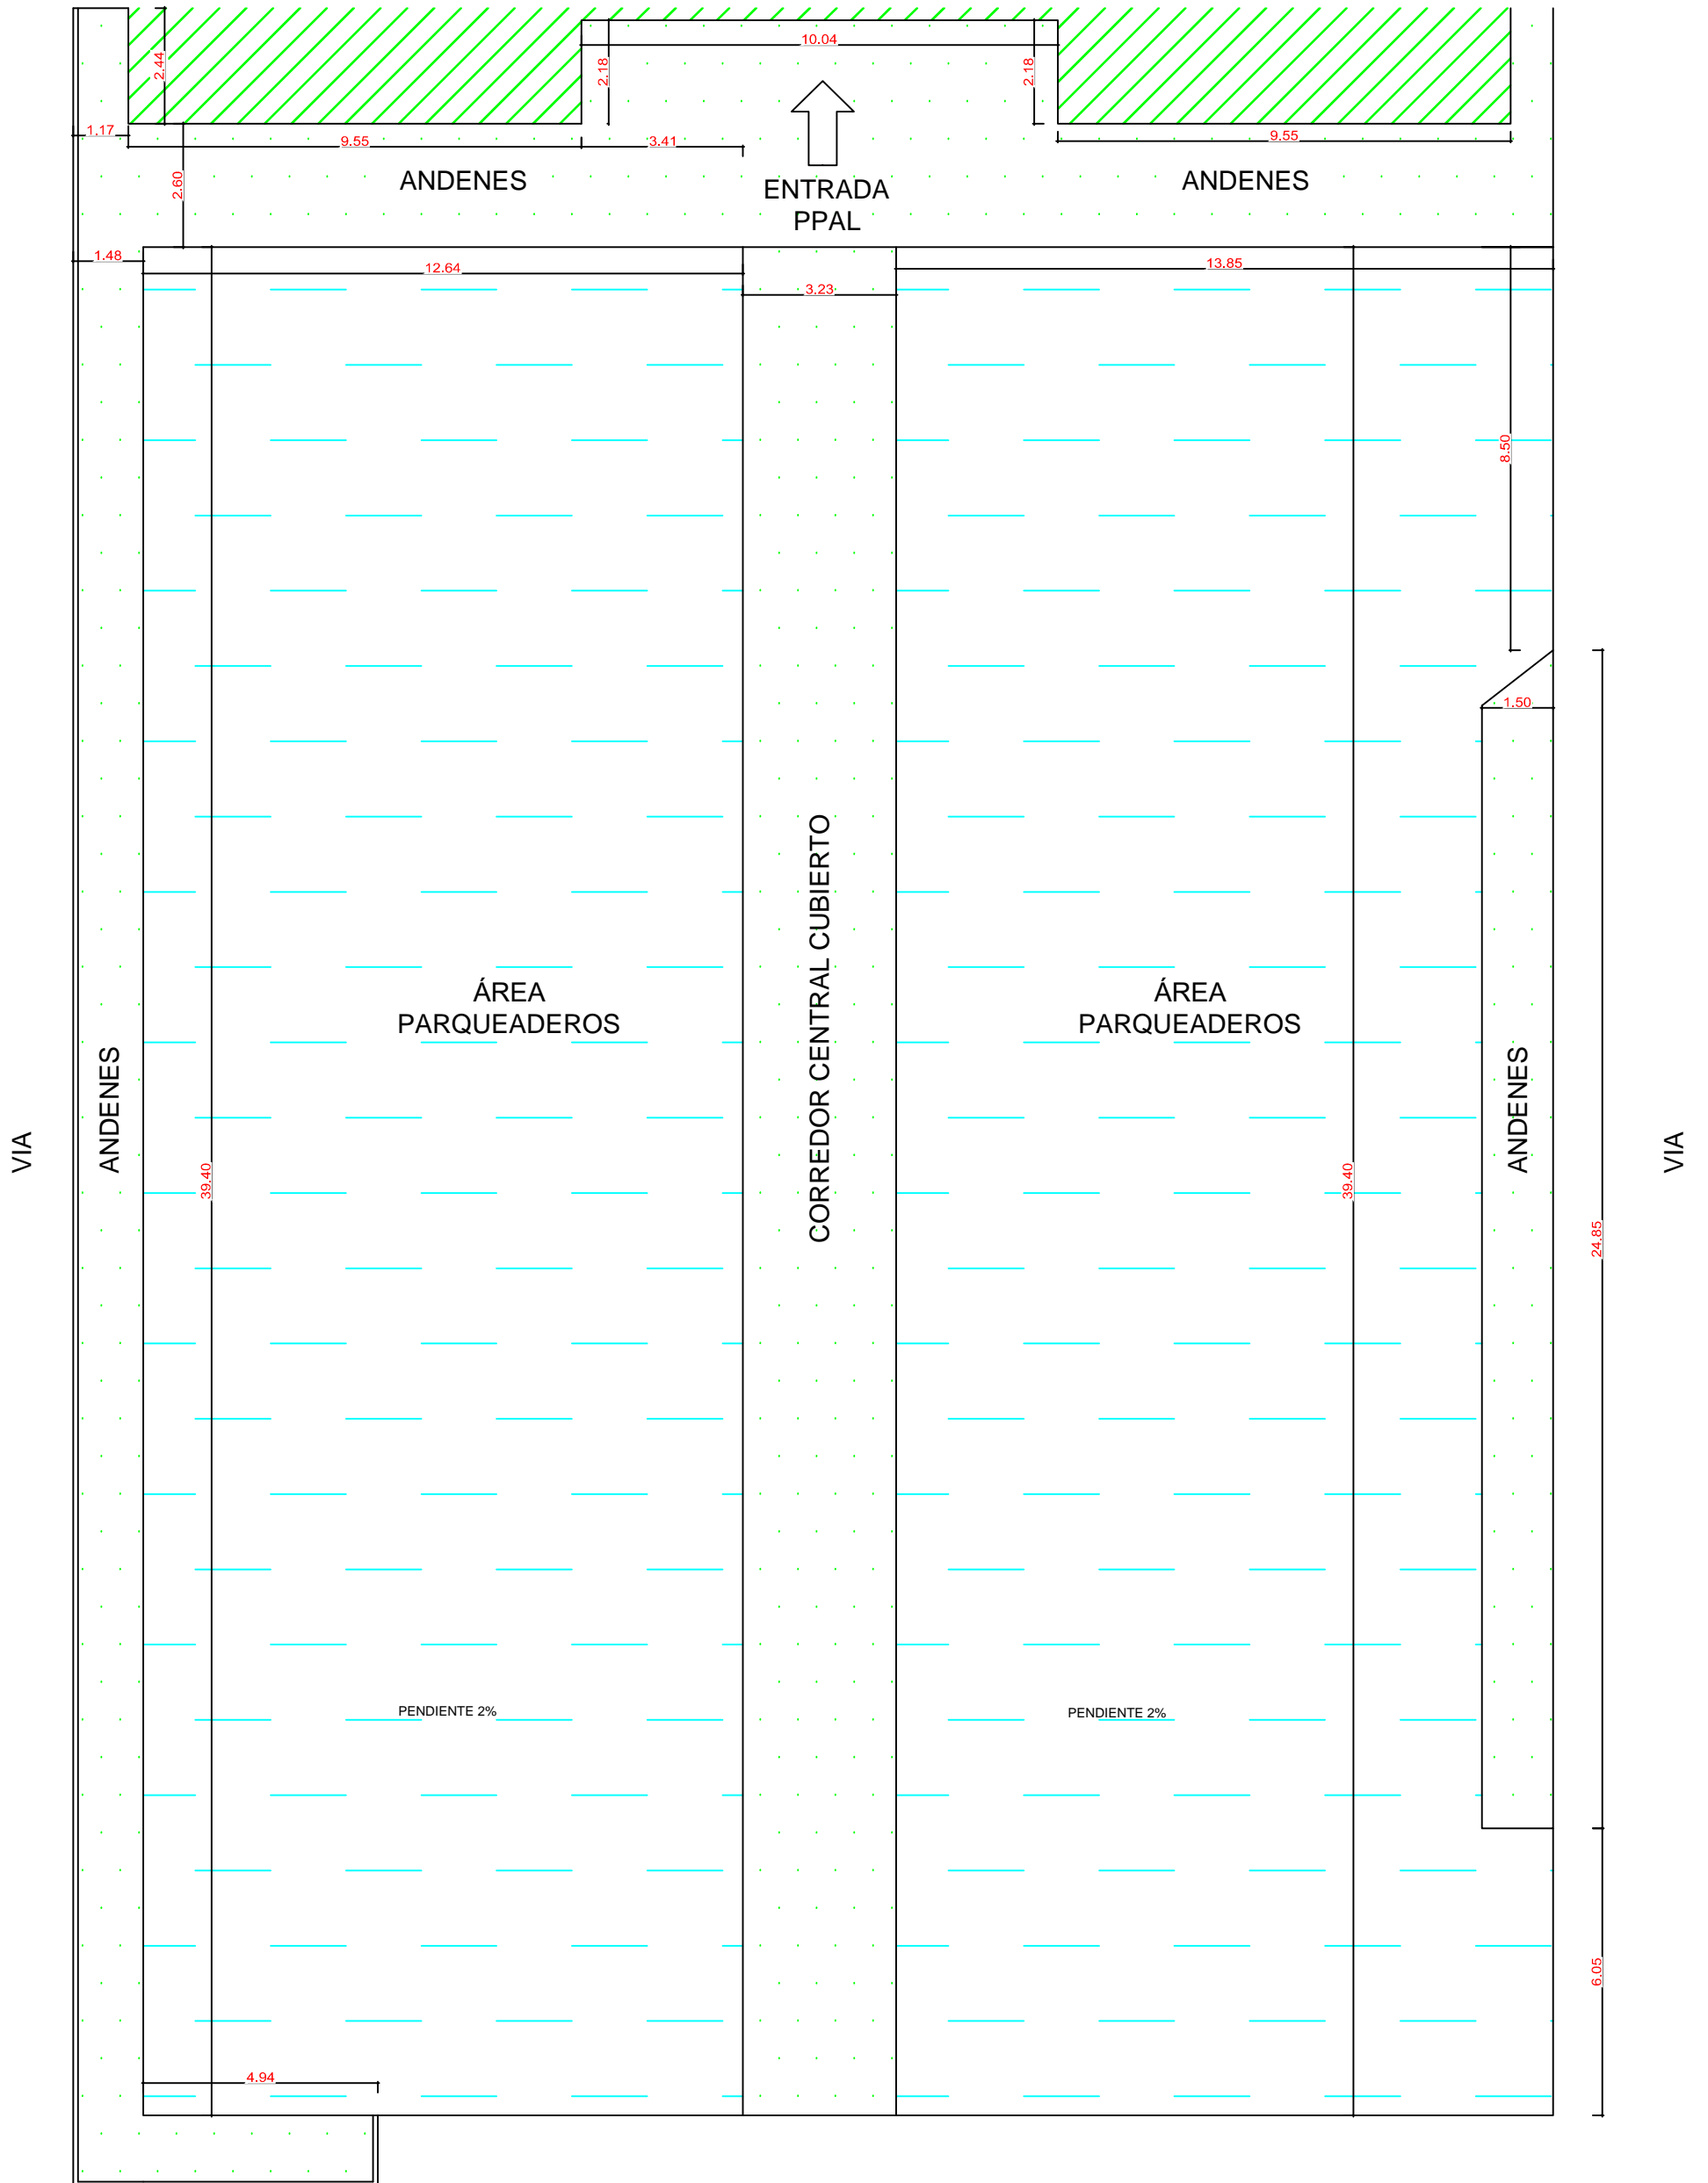 10.04
2.44
2.18
2.18
1.17
9.55
3.41
9.55
2.60
ANDENES
ENTRADA
PPAL
ANDENES
1.48
12.64
3.23
13.85
8.50
1.50
CORREDOR CENTRAL CUBIERTO
ÁREA
PARQUEADEROS
ÁREA
PARQUEADEROS
VIA
ANDENES
39.40
39.40
ANDENES
VIA
24.85
PENDIENTE 2%
PENDIENTE 2%
6.05
4.94